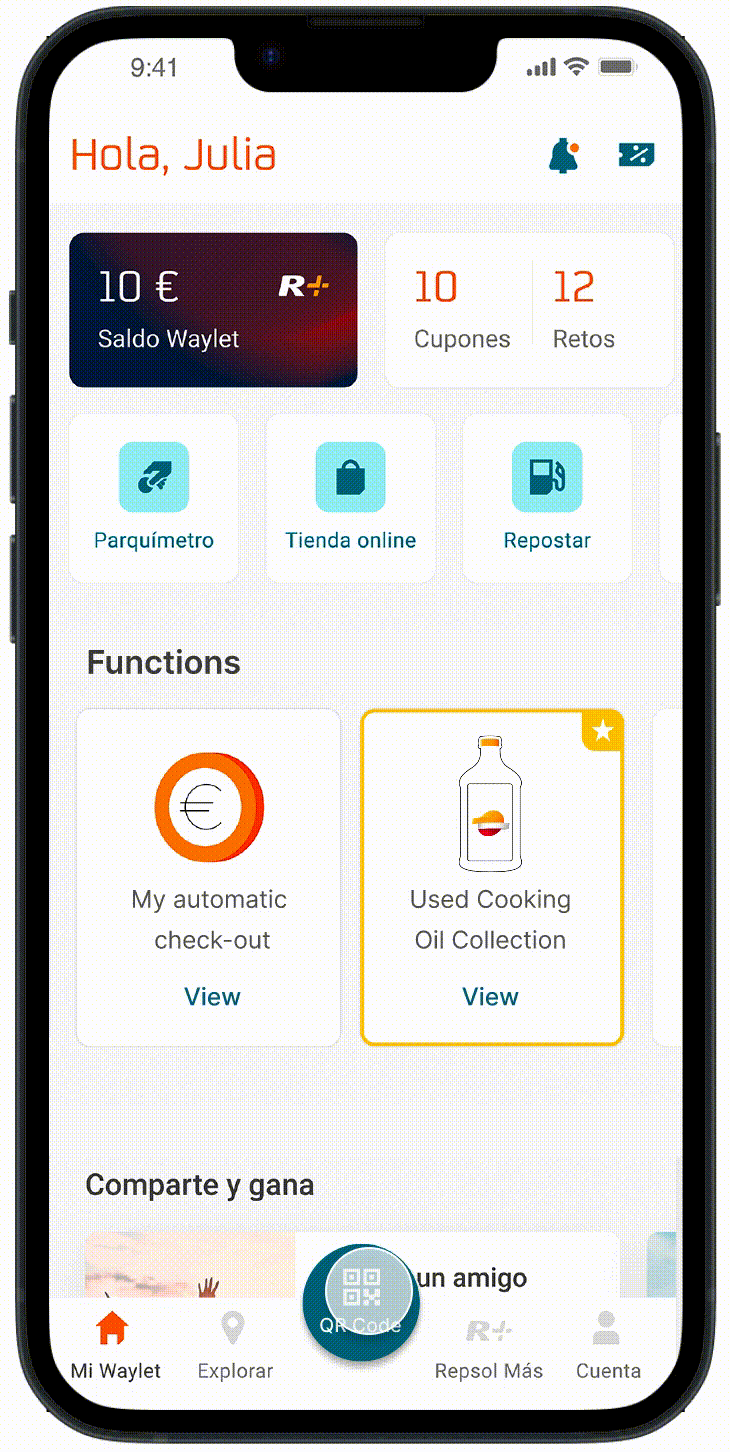 9:41
Hola, Julia
10 €
R+
Saldo Waylet
10
Cupones
12
Retos
Parquímetro
Tienda online
Repostar
Functions
€
My automatic
check-out
View
Used Cooking
Oil Collection
View
Comparte y gana
un amigo
QR Code
Mi Waylet
Explorar
R+
Repsol Más
Cuenta